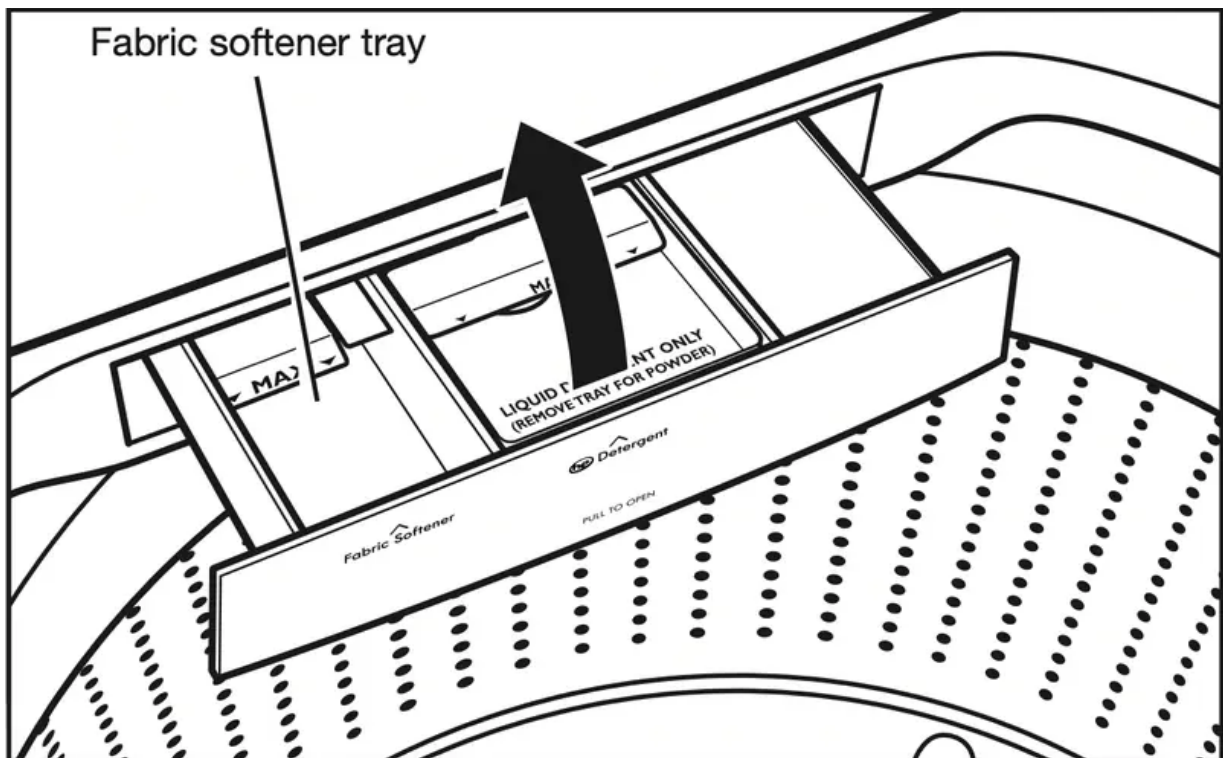 Fabric softener tray
MAX
LIQUID D NT ONLY
(REMOVE TRAY FOR POWDER)
Detergent
PULL TO OPEN
Fabric Softener